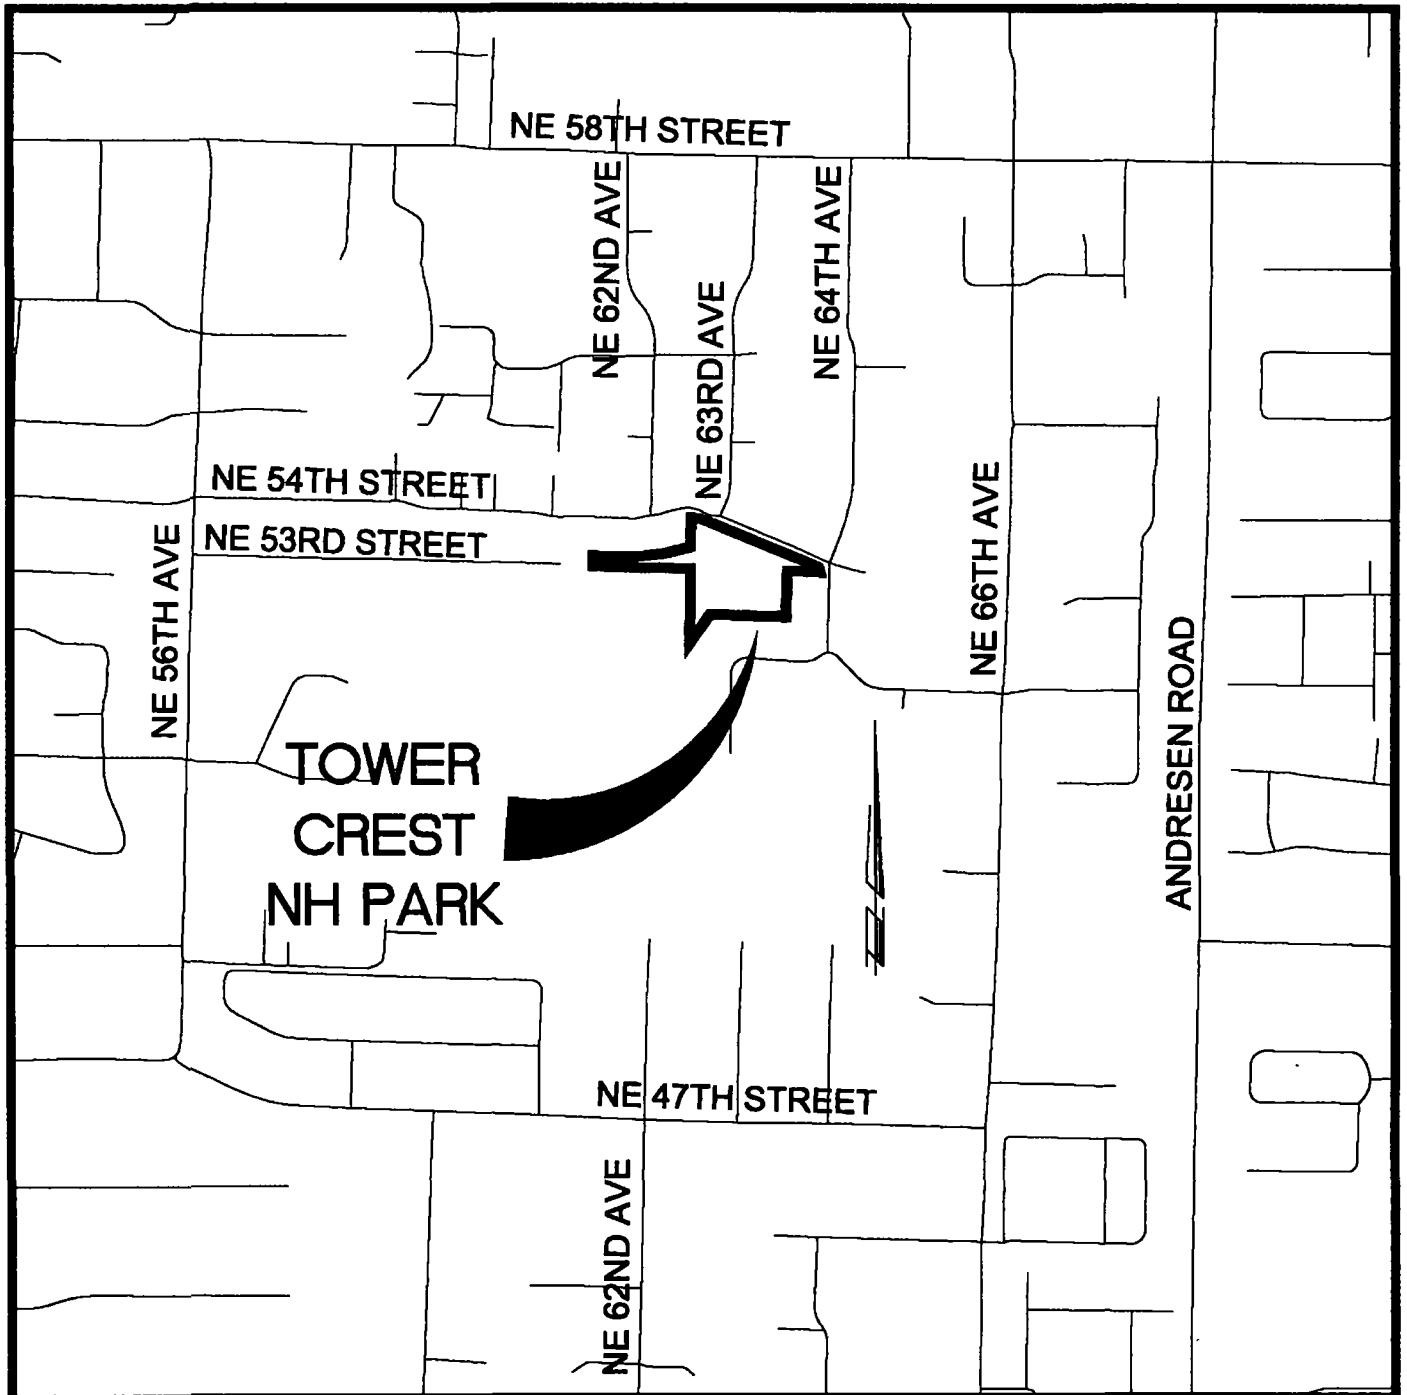 NE 58TH STREET
NE 62ND AVE
NE 63RD AVE
NE 64TH AVE
NE 54TH STREET
NE 53RD STREET
NE 56TH AVE
NE 66TH AVE
ANDRESEN ROAD
TOWER
CREST
NH PARK
N
NE 47TH STREET
NE 62ND AVE